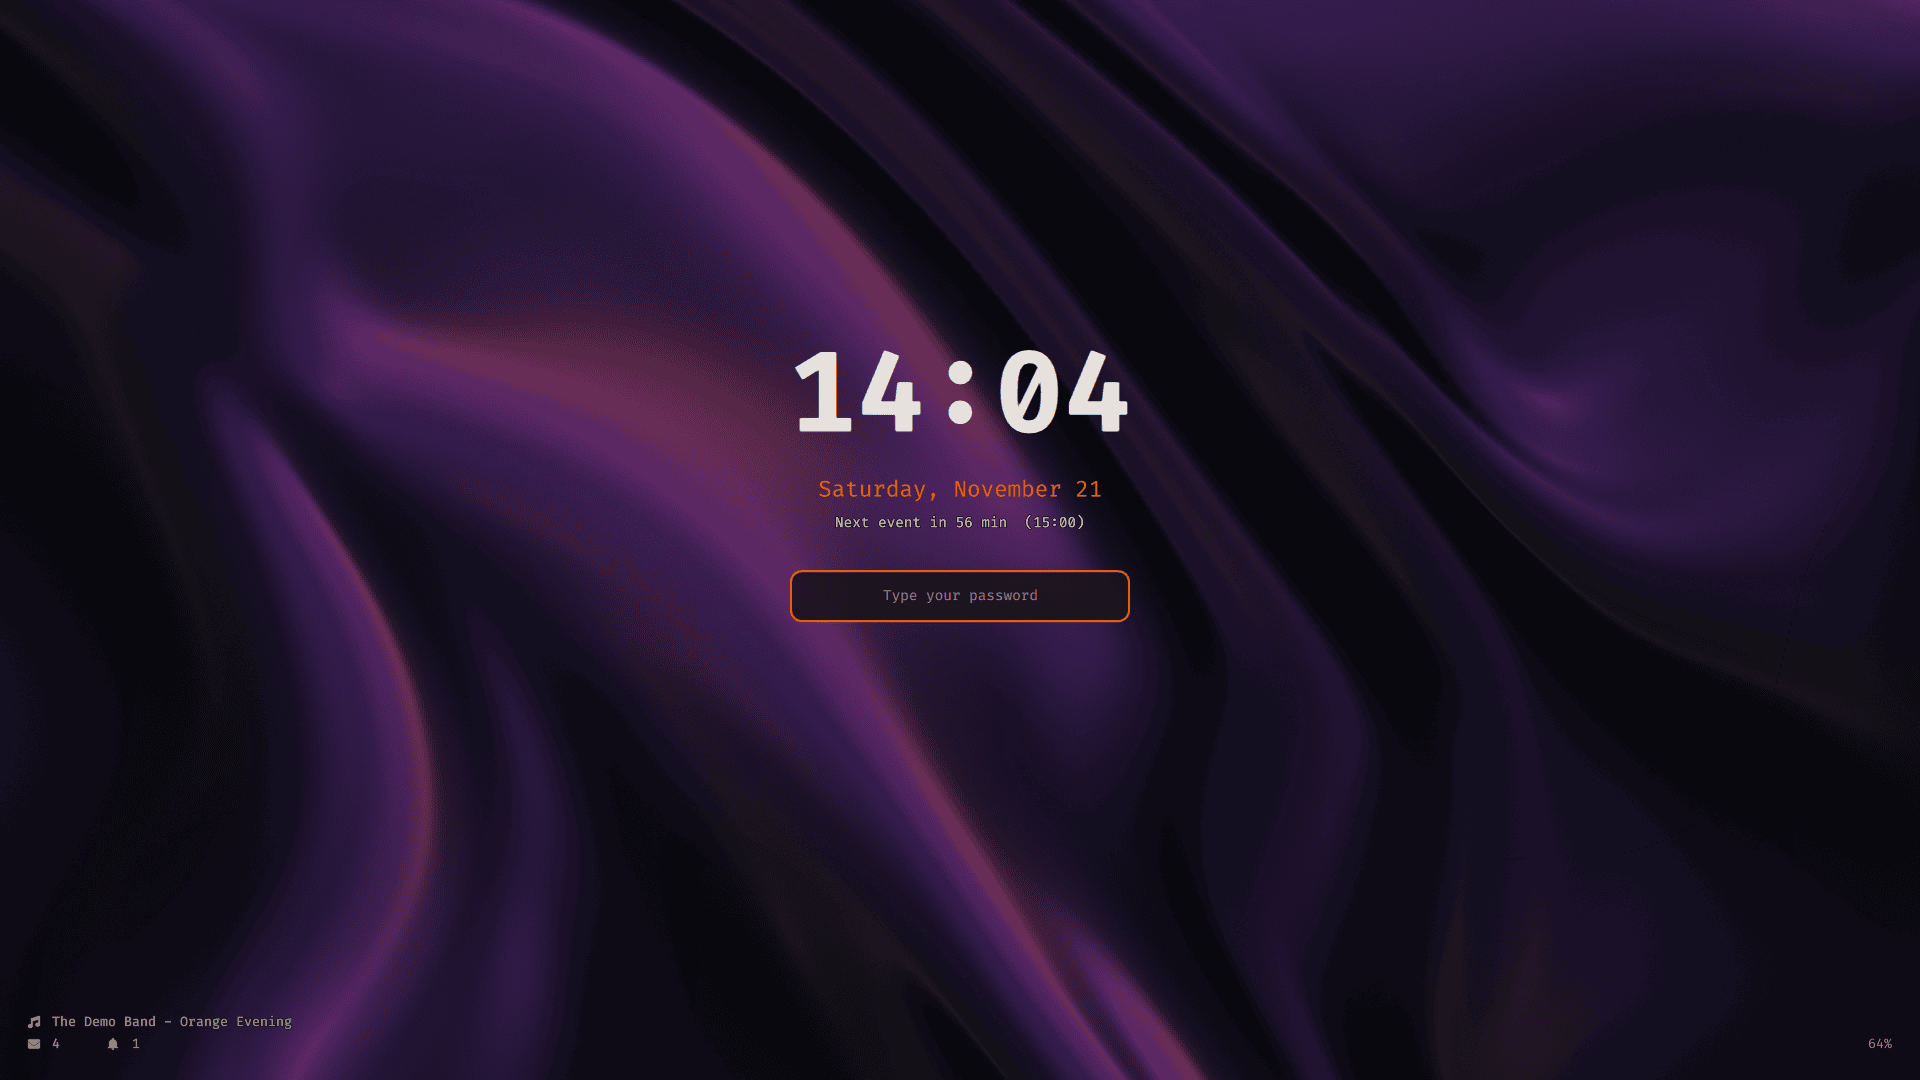 14:04
Saturday, November 21
Next event in 56 min (15:00)
Type your password
The Demo Band – Orange Evening
4 1
64%